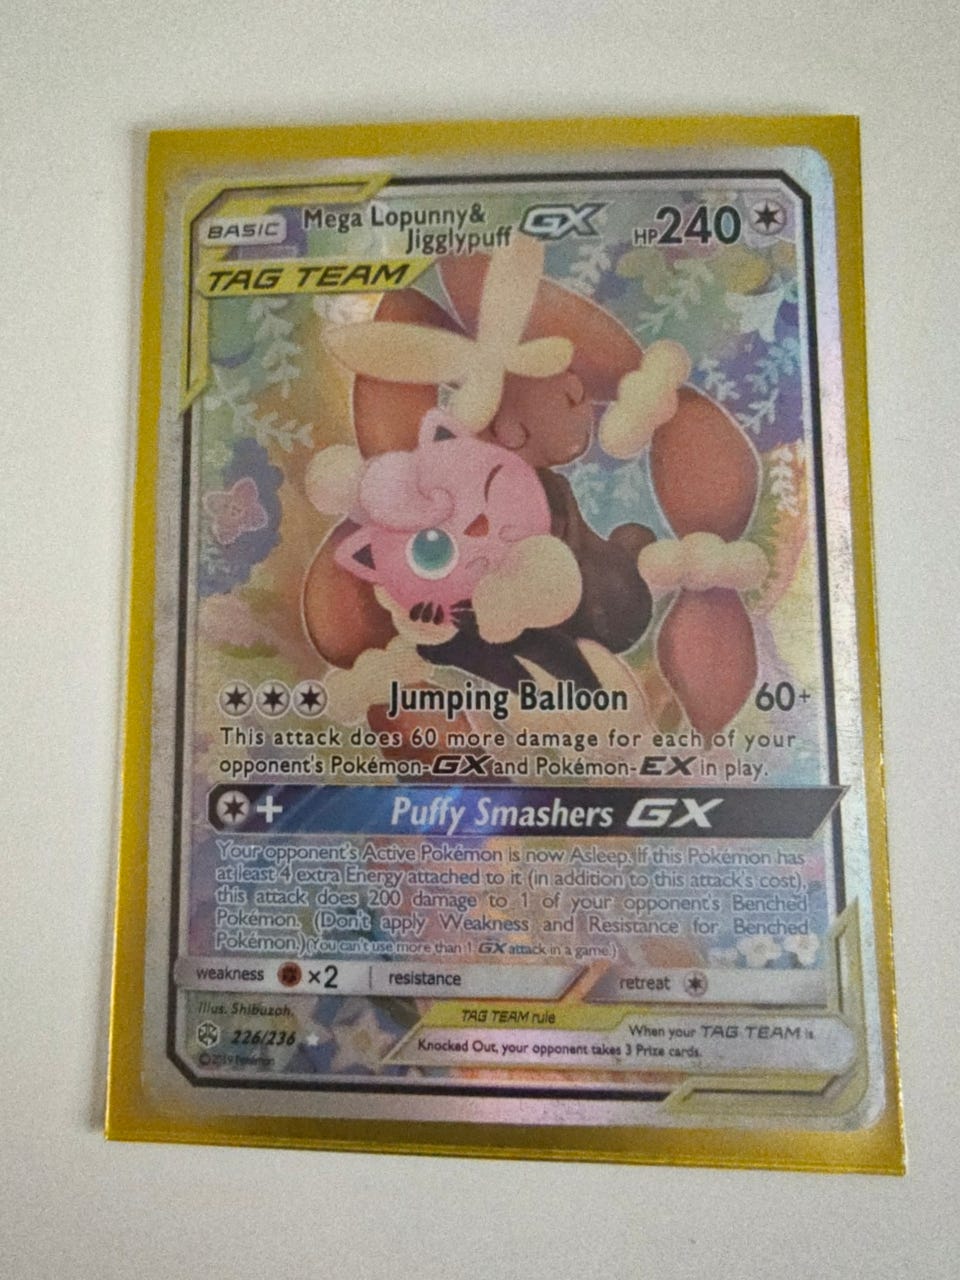 BASIC Mega Lopunny& GX HP240
Jigglypuff
TAG TEAM
Jumping Balloon 60+
This attack does 60 more damage for each of your
opponent's Pokémon-GX and Pokémon-EX in play.
+ Puffy Smashers GX
Your opponent's Active Pokémon is now Asleep. If this Pokémon has
at least 4 extra Energy attached to it (in addition to this attack's cost),
this attack does 200 damage to 1 of your opponent's Benched
Pokémon. (Don't apply Weakness and Resistance for Benched
Pokémon.) (You can't use more than 1 GX attack in a game.)
weakness ×2 resistance retreat
Illus. Shibuzoh.
226/236
©2019 Pokémon
TAG TEAM rule
When your TAG TEAM is
Knocked Out, your opponent takes 3 Prize cards.